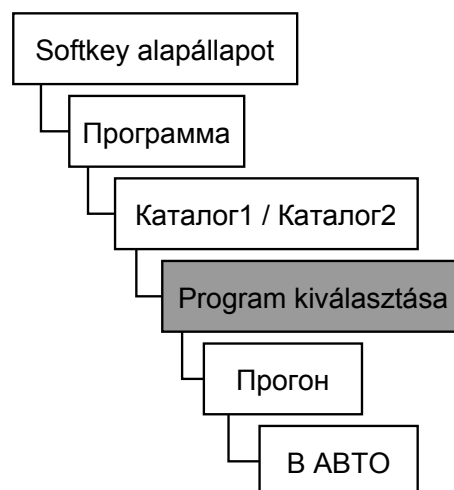 Softkey alapállapot
Программа
Каталог1 / Каталог2
Program kiválasztása
Прогон
В АВТО